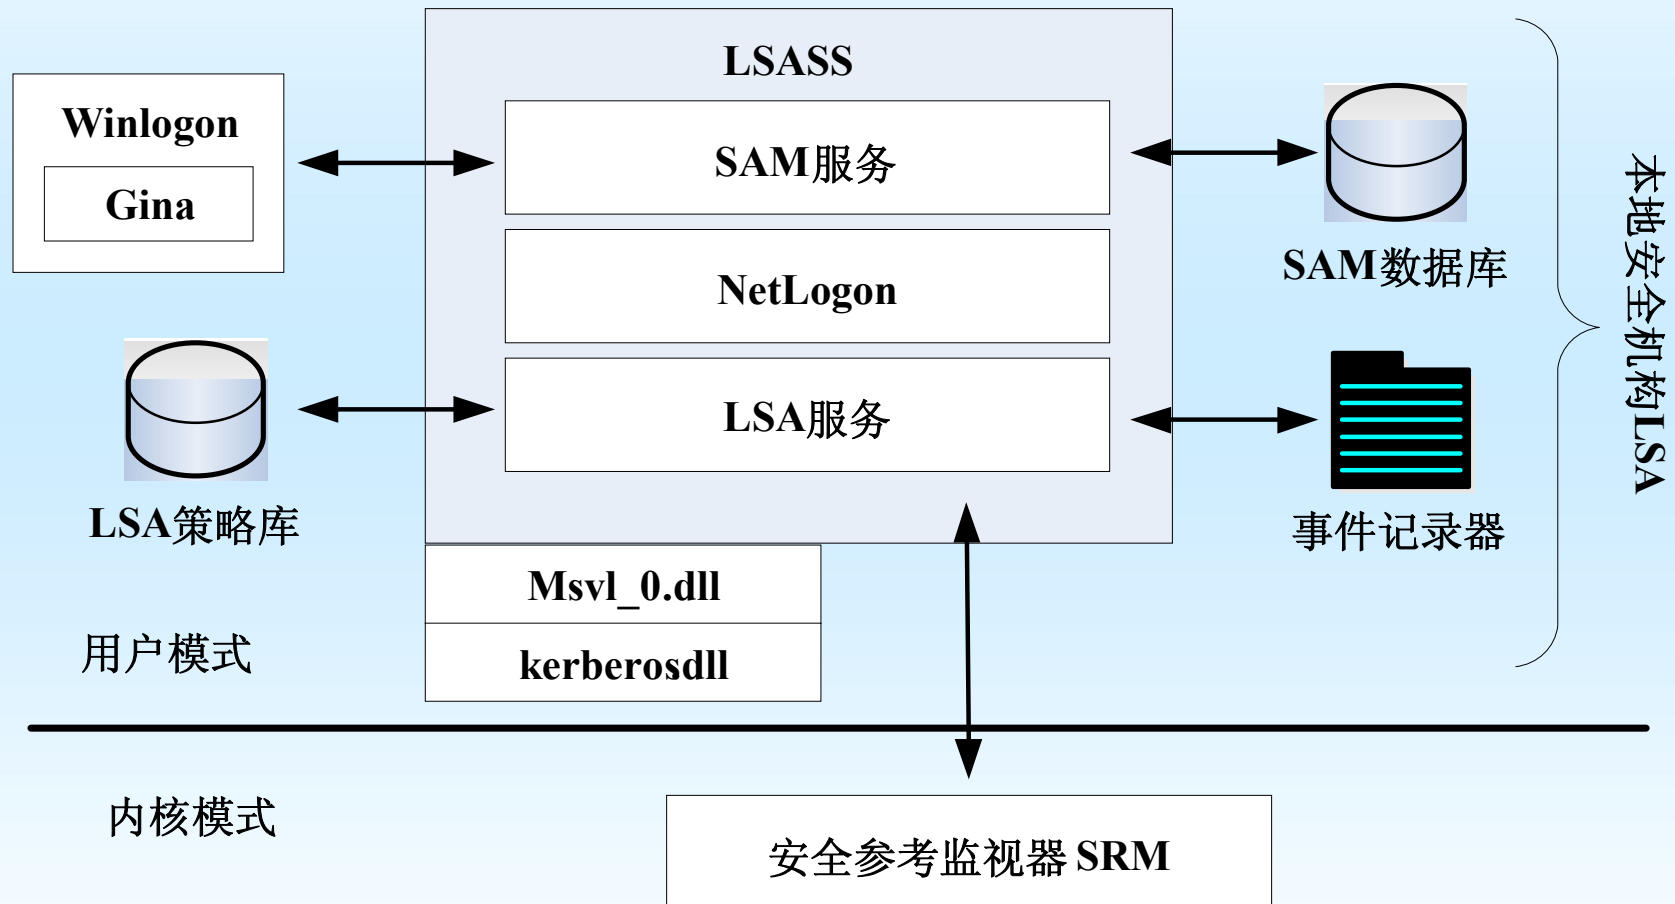 LSASS
Winlogon
Gina
SAM服务
NetLogon
LSA服务
SAM数据库
LSA策略库
事件记录器
本地安全机构LSA
Msvl_0.dll
kerberosdll
用户模式
内核模式
安全参考监视器 SRM